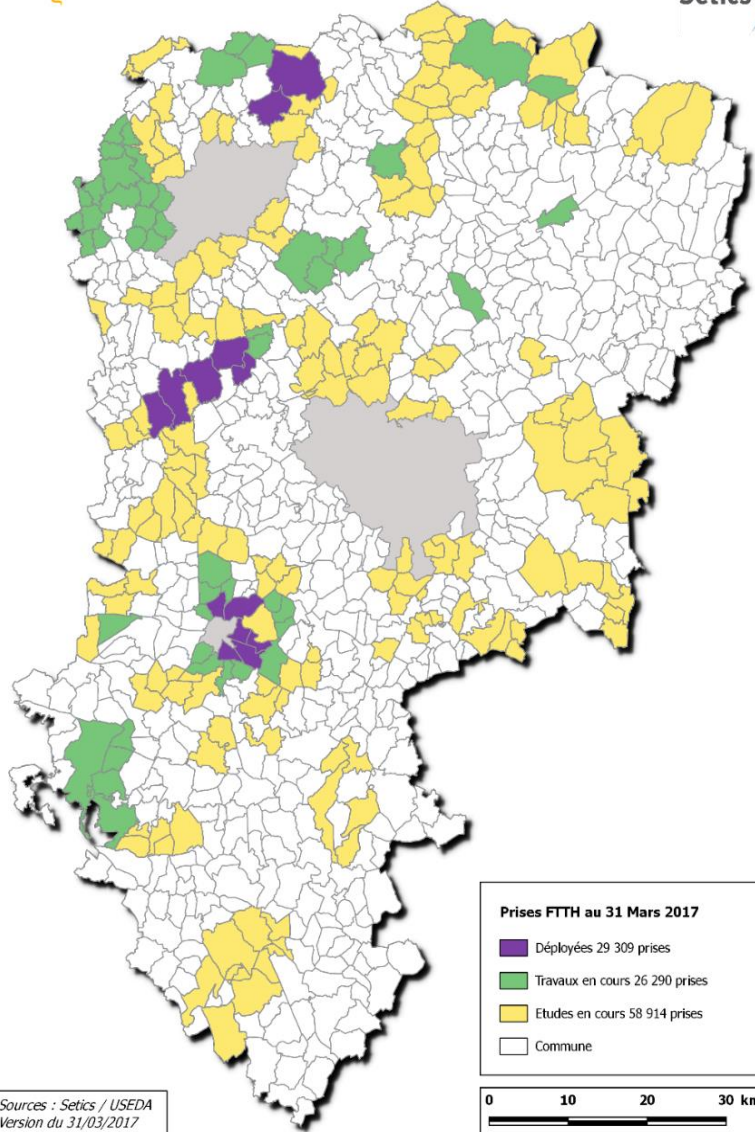 Setics
Prises FTTH au 31 Mars 2017
Déployées 29 309 prises
Travaux en cours 26 290 prises
Etudes en cours 58 914 prises
Commune
0 10 20 30 km
Sources : Setics / USEDA
Version du 31/03/2017